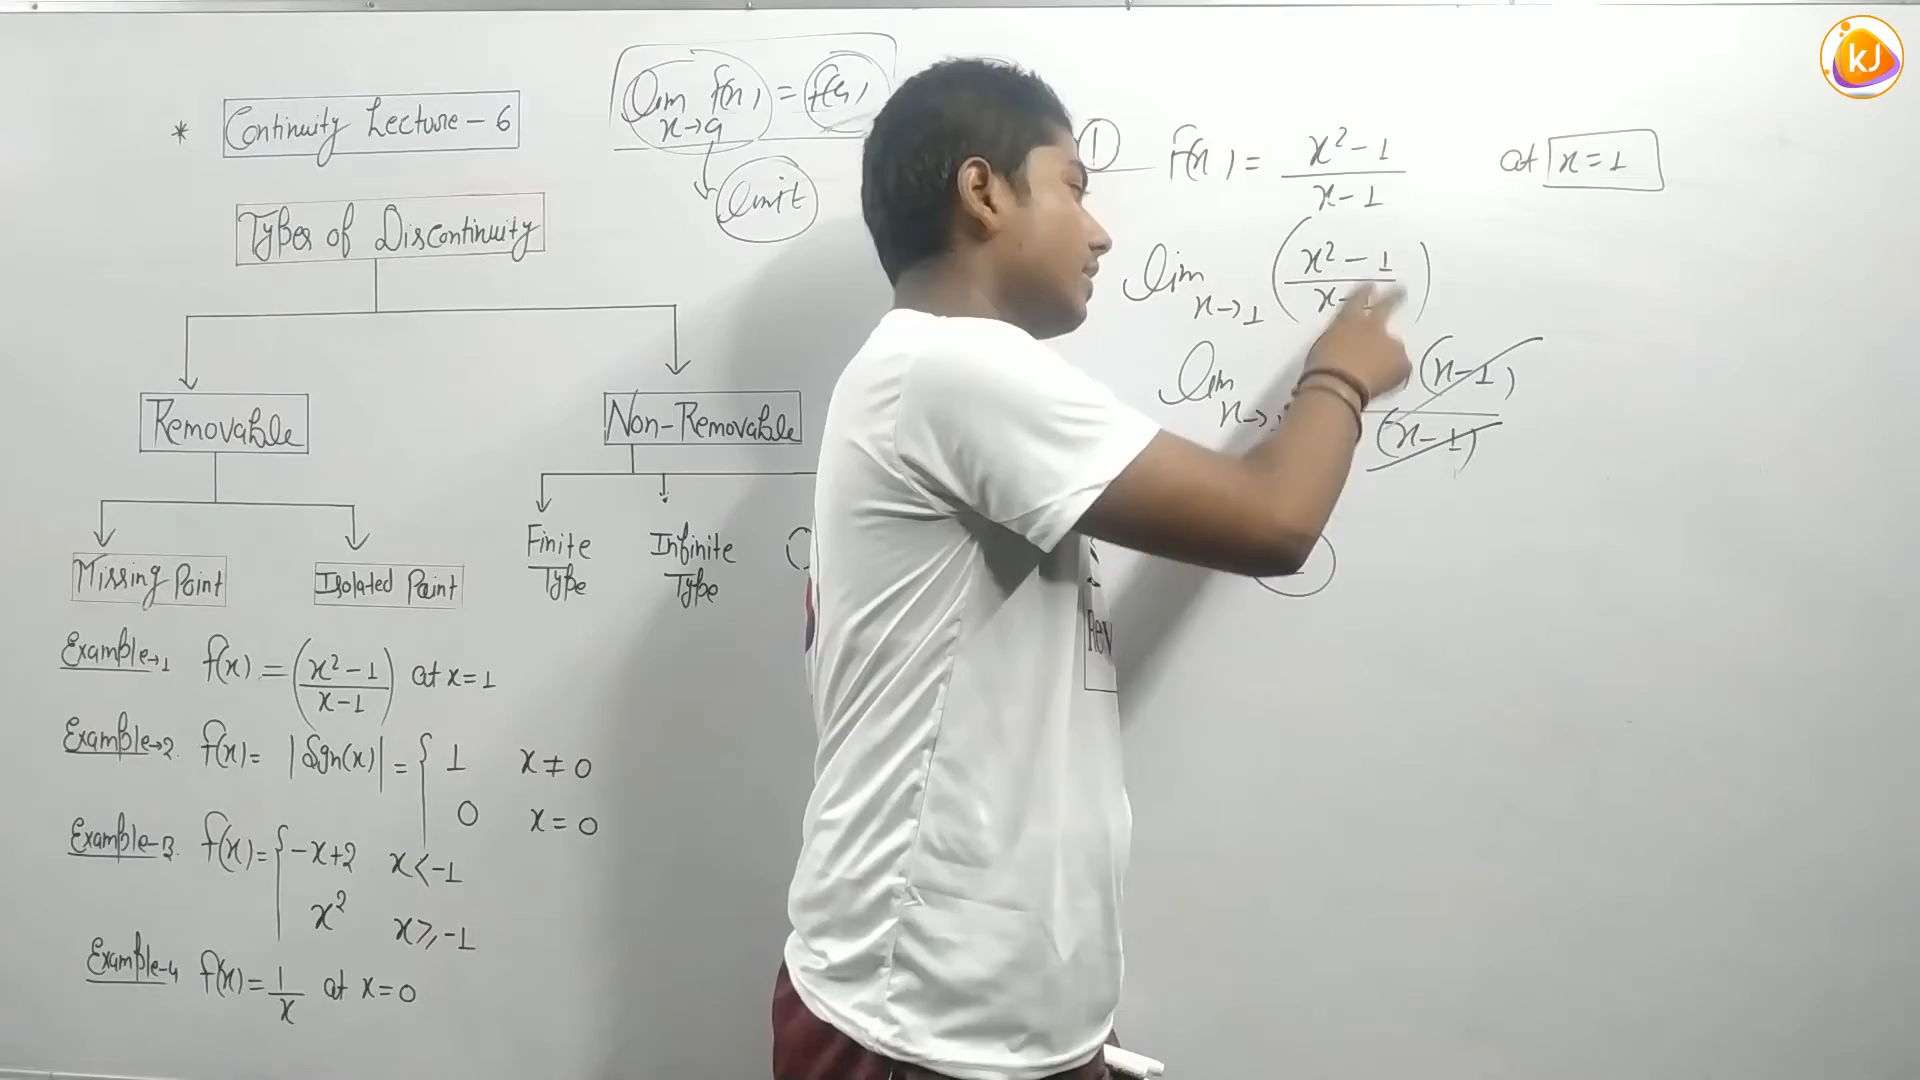 * Continuity Lecture - 6
lim x→a f(x) = f(a)
limit
Types of Discontinuity
Removable
Non-Removable
Missing Point
Isolated Point
Finite Type
Infinite Type
Example→1 f(x) = (x²-1 / x-1) at x=1
Example→2. f(x) = |Sgn(x)| = { 1 x ≠ 0
0 x = 0
Example-3. f(x) = { -x+2 x < -1
x² x ≥ -1
Example-4 f(x) = 1/x at x=0
① f(x) = x²-1 / x-1 at x=1
lim x→1 (x²-1 / x-1)
lim x→ (x-1) / (x-1)
Rev
KJ